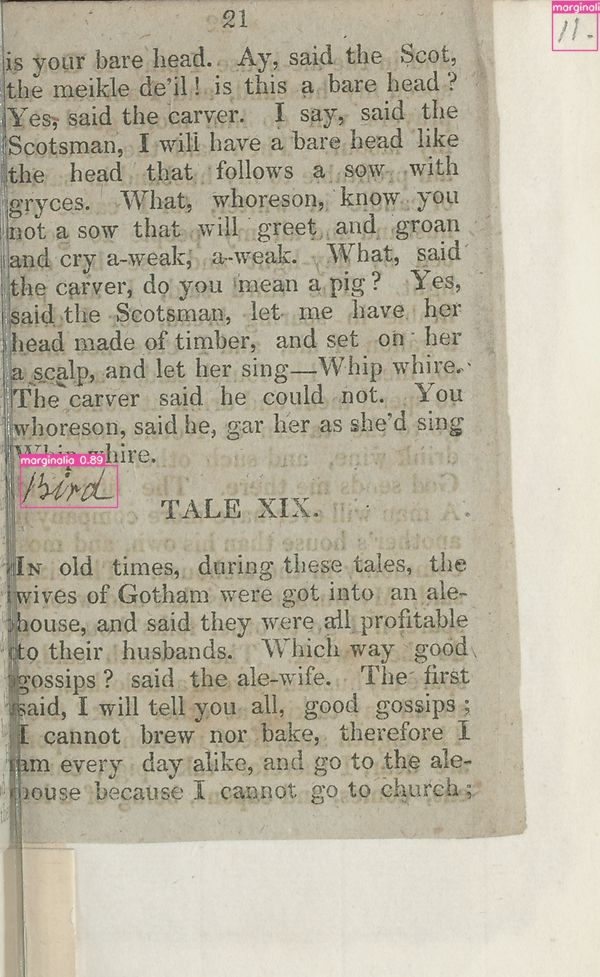 21
11.
is your bare head. Ay, said the Scot,
the meikle de'il! is this a bare head?
Yes, said the carver. I say, said the
Scotsman, I will have a bare head like
the head that follows a sow with
gryces. What, whoreson, know you
not a sow that will greet and groan
and cry a-weak, a-weak. What, said
the carver, do you mean a pig? Yes,
said the Scotsman, let me have her
head made of timber, and set on her
a scalp, and let her sing—Whip whire.
The carver said he could not. You
whoreson, said he, gar her as she'd sing
Whip whire.
marginalia 0.89
Bird
TALE XIX.
In old times, during these tales, the
wives of Gotham were got into an ale-
house, and said they were all profitable
to their husbands. Which way good
gossips? said the ale-wife. The first
said, I will tell you all, good gossips;
I cannot brew nor bake, therefore I
am every day alike, and go to the ale-
house because I cannot go to church;